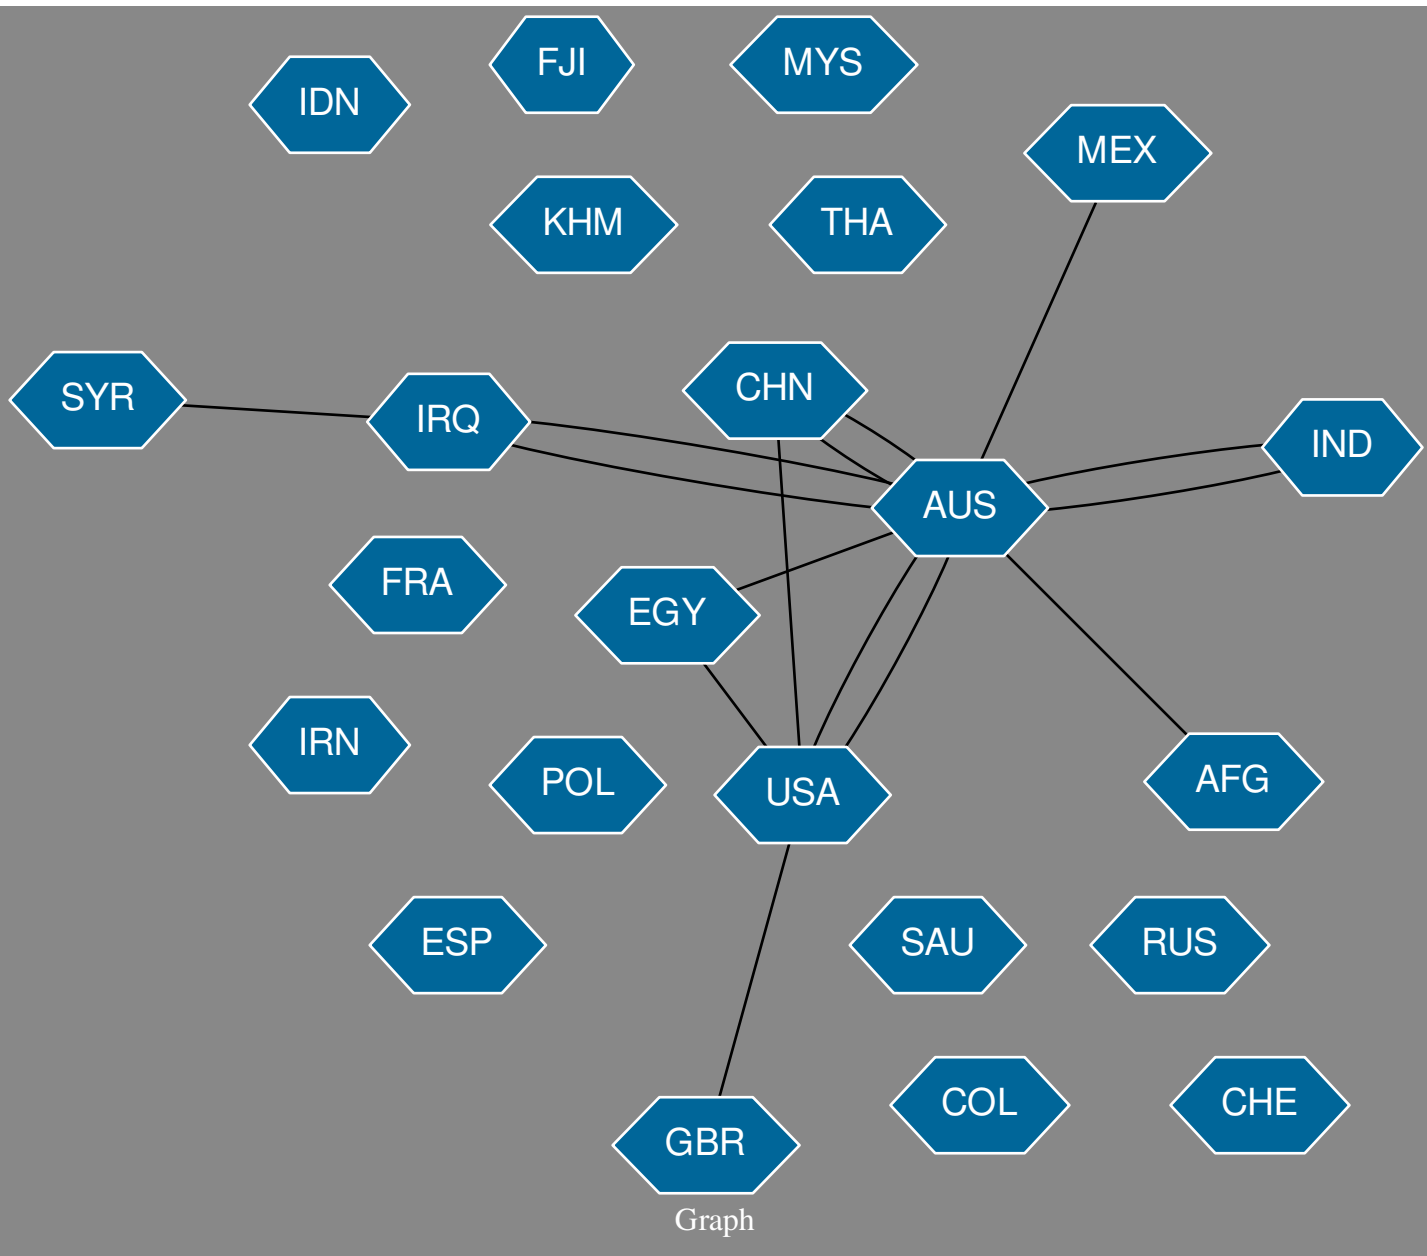 FJI
MYS
IDN
MEX
KHM
THA
CHN
SYR
IRQ
IND
AUS
FRA
EGY
IRN
POL
USA
AFG
ESP
SAU
RUS
COL
CHE
GBR
Graph